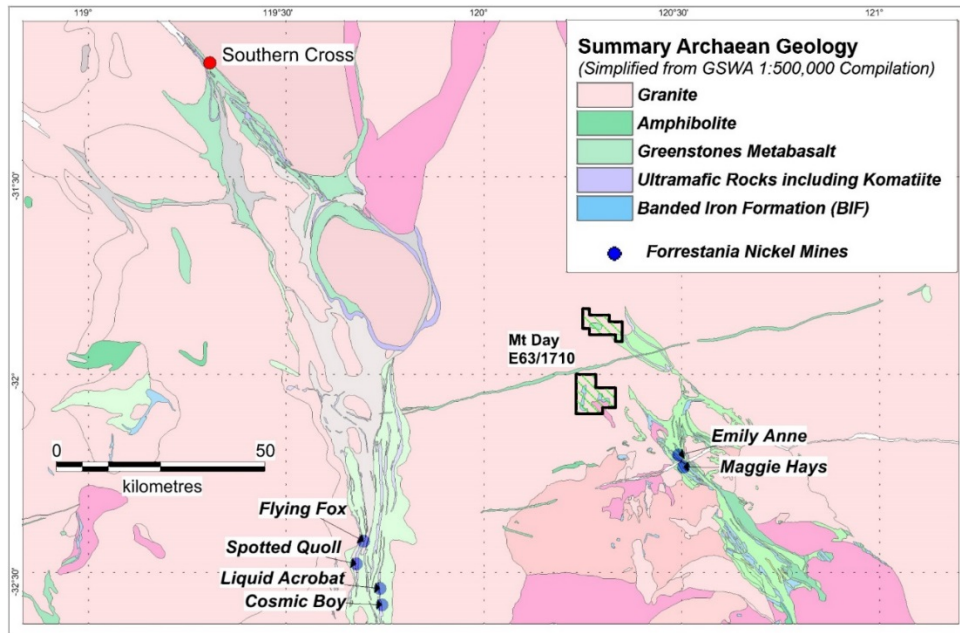 119°
119°30'
120°
120°30'
121°
-31°30'
-32°
-32°30'
Southern Cross
Summary Archaean Geology
(Simplified from GSWA 1:500,000 Compilation)
Granite
Amphibolite
Greenstones Metabasalt
Ultramafic Rocks including Komatiite
Banded Iron Formation (BIF)
Forrestania Nickel Mines
Mt Day
E63/1710
0
50
kilometres
Emily Anne
Maggie Hays
Flying Fox
Spotted Quoll
Liquid Acrobat
Cosmic Boy